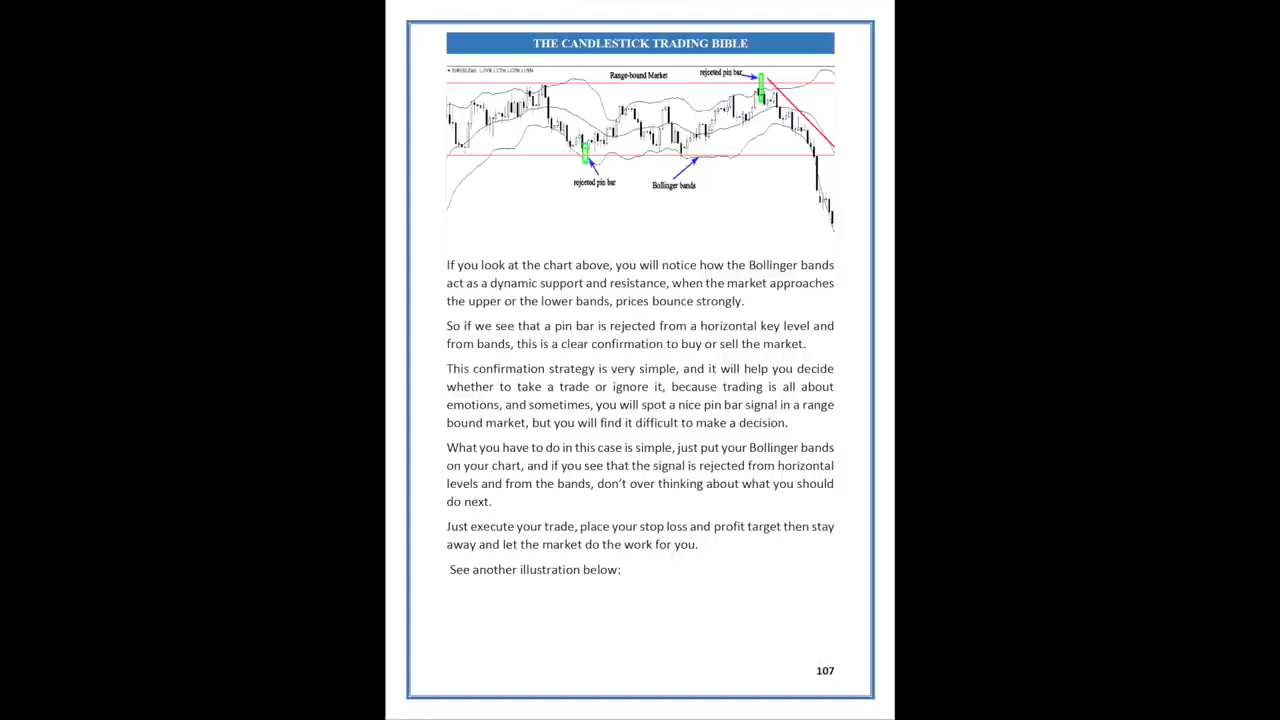 THE CANDLESTICK TRADING BIBLE
Range-bound Market
rejceted pin bar
rejceted pin bar
Bollinger bands
If you look at the chart above, you will notice how the Bollinger bands
act as a dynamic support and resistance, when the market approaches
the upper or the lower bands, prices bounce strongly.
So if we see that a pin bar is rejected from a horizontal key level and
from bands, this is a clear confirmation to buy or sell the market.
This confirmation strategy is very simple, and it will help you decide
whether to take a trade or ignore it, because trading is all about
emotions, and sometimes, you will spot a nice pin bar signal in a range
bound market, but you will find it difficult to make a decision.
What you have to do in this case is simple, just put your Bollinger bands
on your chart, and if you see that the signal is rejected from horizontal
levels and from the bands, don’t over thinking about what you should
do next.
Just execute your trade, place your stop loss and profit target then stay
away and let the market do the work for you.
See another illustration below:
107